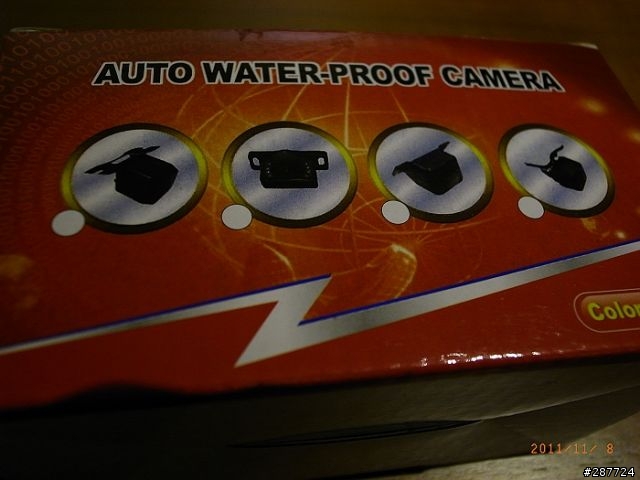 AUTO WATER-PROOF CAMERA
Color
2011/11/ 8
#287724